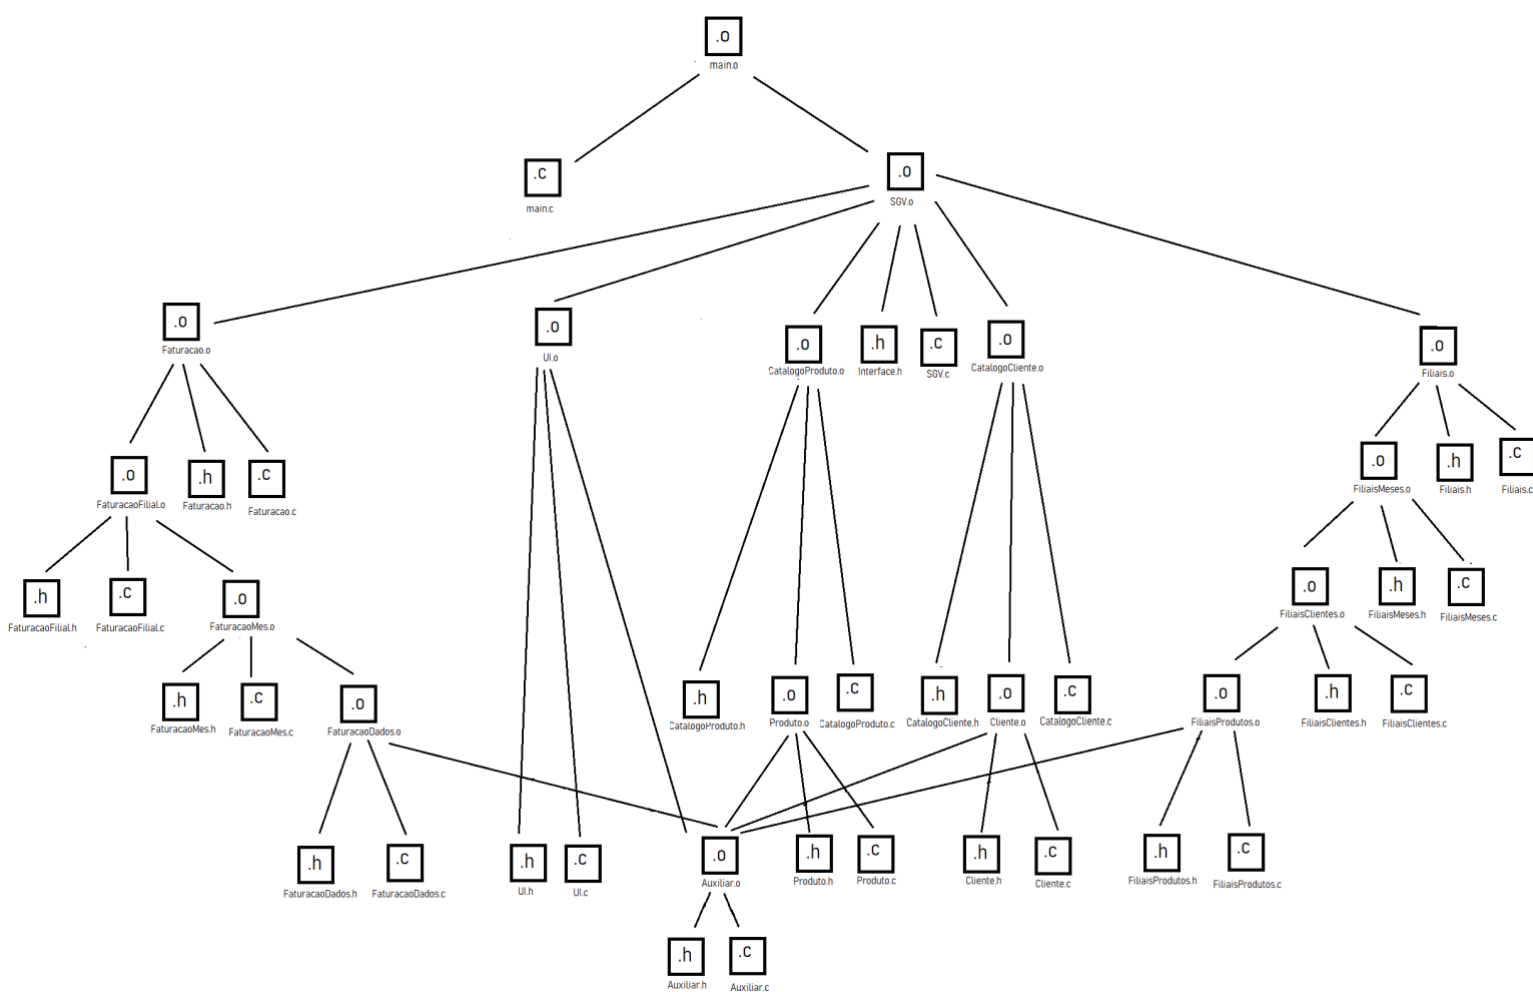 .o
main.o
.c
main.c
.o
SGV.o
.o
Faturacao.o
.o
UI.o
.o
CatalogoProduto.o
.h
Interface.h
.c
SGV.c
.o
CatalogoCliente.o
.o
Filiais.o
.o
FaturacaoFilial.o
.h
Faturacao.h
.c
Faturacao.c
.o
FiliaisMeses.o
.h
Filiais.h
.c
Filiais.c
.h
FaturacaoFilial.h
.c
FaturacaoFilial.c
.o
FaturacaoMes.o
.o
FiliaisClientes.o
.h
FiliaisMeses.h
.c
FiliaisMeses.c
.h
FaturacaoMes.h
.c
FaturacaoMes.c
.o
FaturacaoDados.o
.h
CatalogoProduto.h
.o
Produto.o
.c
CatalogoProduto.c
.h
CatalogoCliente.h
.o
Cliente.o
.c
CatalogoCliente.c
.o
FiliaisProdutos.o
.h
FiliaisClientes.h
.c
FiliaisClientes.c
.h
FaturacaoDados.h
.c
FaturacaoDados.c
.h
UI.h
.c
UI.c
.o
Auxiliar.o
.h
Produto.h
.c
Produto.c
.h
Cliente.h
.c
Cliente.c
.h
FiliaisProdutos.h
.c
FiliaisProdutos.c
.h
Auxiliar.h
.c
Auxiliar.c